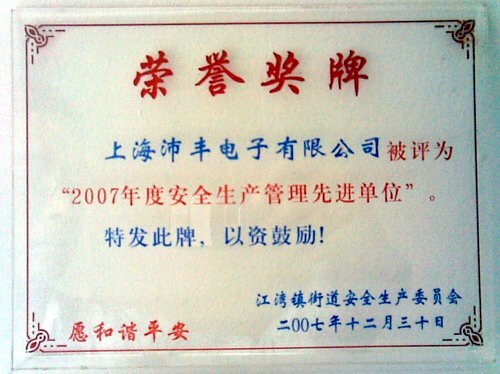 荣誉奖牌
上海沛丰电子有限公司被评为
“2007年度安全生产管理先进单位”。
特发此牌，以资鼓励！
江湾镇街道安全生产委员会
二00七年十二月三十日
愿和谐平安